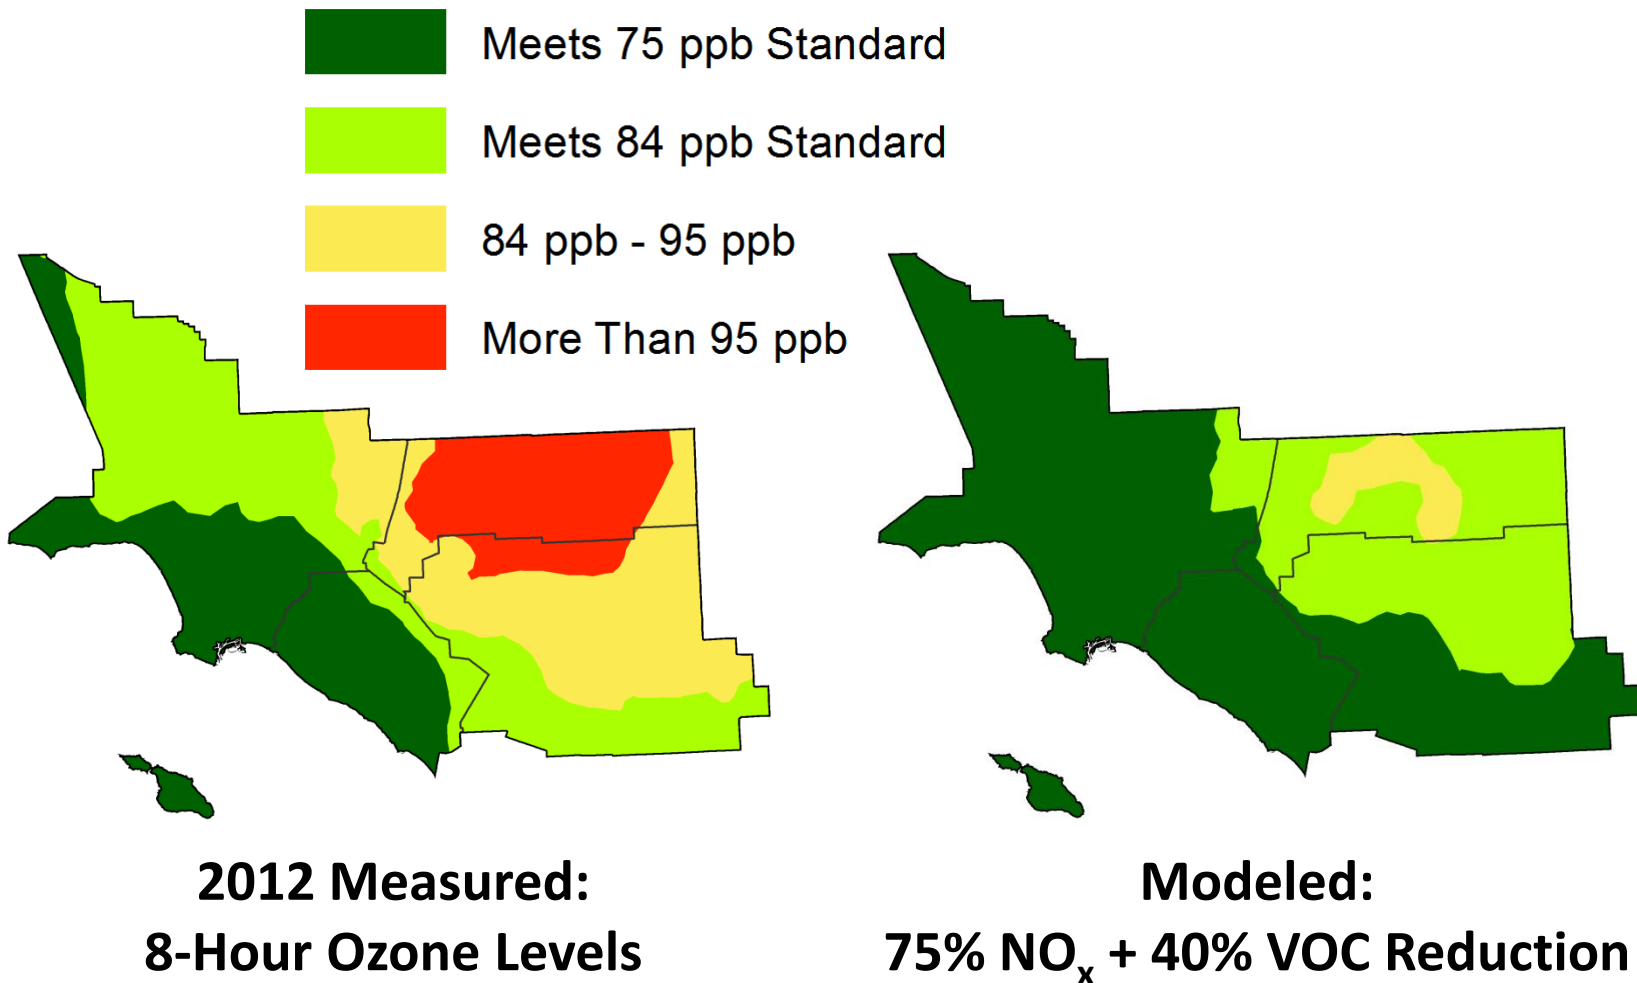 Meets 75 ppb Standard
Meets 84 ppb Standard
84 ppb - 95 ppb
More Than 95 ppb
2012 Measured:
8-Hour Ozone Levels
Modeled:
75% NOx + 40% VOC Reduction